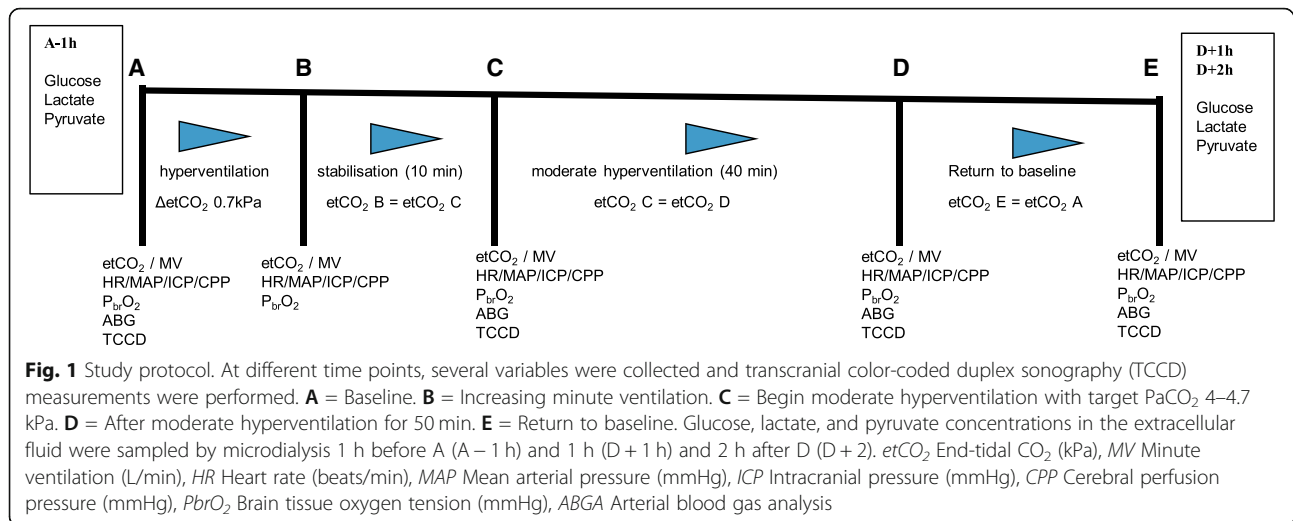 A-1h
Glucose
Lactate
Pyruvate
A
B
C
D
E
D+1h
D+2h
Glucose
Lactate
Pyruvate
hyperventilation
ΔetCO₂ 0.7kPa
stabilisation (10 min)
etCO₂ B = etCO₂ C
moderate hyperventilation (40 min)
etCO₂ C = etCO₂ D
Return to baseline
etCO₂ E = etCO₂ A
etCO₂ / MV
HR/MAP/ICP/CPP
PbrO₂
ABG
TCCD
etCO₂ / MV
HR/MAP/ICP/CPP
PbrO₂
etCO₂ / MV
HR/MAP/ICP/CPP
PbrO₂
ABG
TCCD
etCO₂ / MV
HR/MAP/ICP/CPP
PbrO₂
ABG
TCCD
etCO₂ / MV
HR/MAP/ICP/CPP
PbrO₂
ABG
TCCD
Fig. 1 Study protocol. At different time points, several variables were collected and transcranial color-coded duplex sonography (TCCD)
measurements were performed. A = Baseline. B = Increasing minute ventilation. C = Begin moderate hyperventilation with target PaCO₂ 4–4.7
kPa. D = After moderate hyperventilation for 50 min. E = Return to baseline. Glucose, lactate, and pyruvate concentrations in the extracellular
fluid were sampled by microdialysis 1 h before A (A − 1 h) and 1 h (D + 1 h) and 2 h after D (D + 2). etCO₂ End-tidal CO₂ (kPa), MV Minute
ventilation (L/min), HR Heart rate (beats/min), MAP Mean arterial pressure (mmHg), ICP Intracranial pressure (mmHg), CPP Cerebral perfusion
pressure (mmHg), PbrO₂ Brain tissue oxygen tension (mmHg), ABGA Arterial blood gas analysis